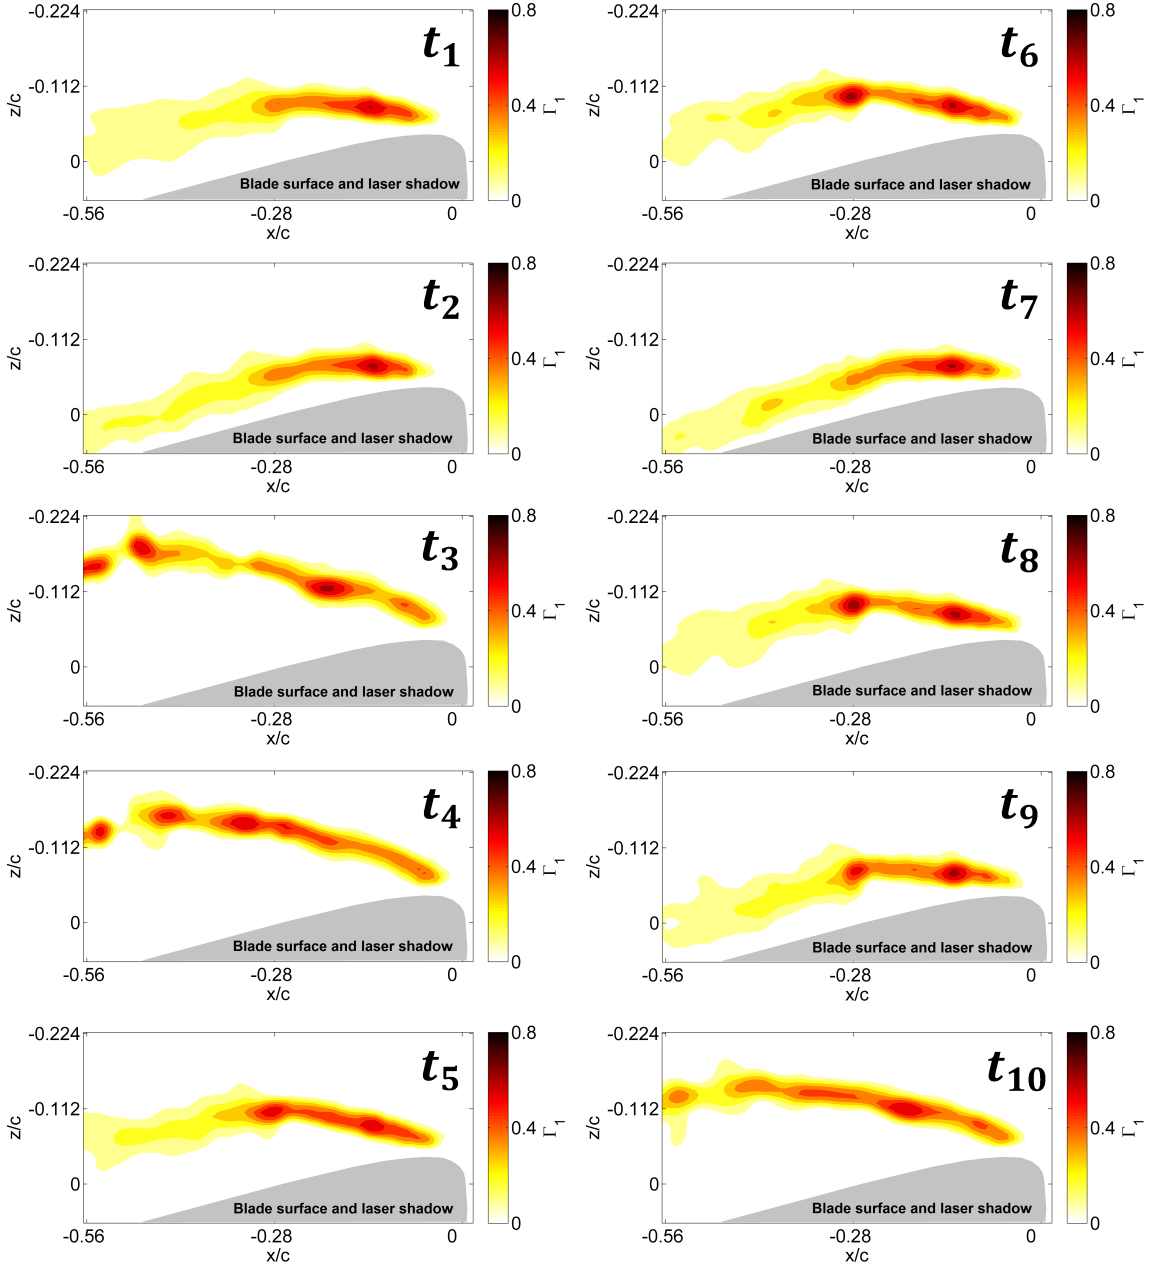 -0.224
-0.112
0
z/c
t1
0.8
0.4
0
Γ1
Blade surface and laser shadow
-0.56
-0.28
0
x/c
-0.224
-0.112
0
z/c
t6
0.8
0.4
0
Γ1
Blade surface and laser shadow
-0.56
-0.28
0
x/c
-0.224
-0.112
0
z/c
t2
0.8
0.4
0
Γ1
Blade surface and laser shadow
-0.56
-0.28
0
x/c
-0.224
-0.112
0
z/c
t7
0.8
0.4
0
Γ1
Blade surface and laser shadow
-0.56
-0.28
0
x/c
-0.224
-0.112
0
z/c
t3
0.8
0.4
0
Γ1
Blade surface and laser shadow
-0.56
-0.28
0
x/c
-0.224
-0.112
0
z/c
t8
0.8
0.4
0
Γ1
Blade surface and laser shadow
-0.56
-0.28
0
x/c
-0.224
-0.112
0
z/c
t4
0.8
0.4
0
Γ1
Blade surface and laser shadow
-0.56
-0.28
0
x/c
-0.224
-0.112
0
z/c
t9
0.8
0.4
0
Γ1
Blade surface and laser shadow
-0.56
-0.28
0
x/c
-0.224
-0.112
0
z/c
t5
0.8
0.4
0
Γ1
Blade surface and laser shadow
-0.56
-0.28
0
x/c
-0.224
-0.112
0
z/c
t10
0.8
0.4
0
Γ1
Blade surface and laser shadow
-0.56
-0.28
0
x/c